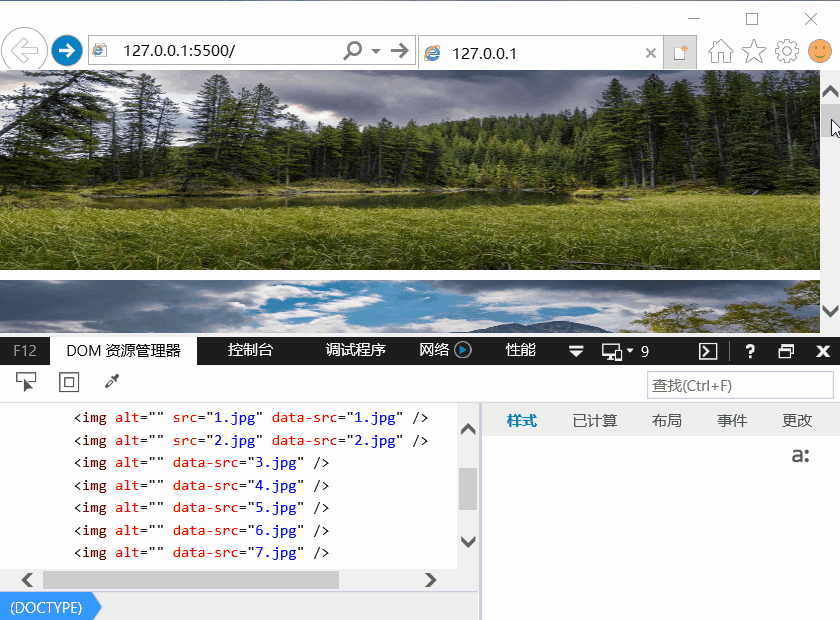 127.0.0.1:5500/
127.0.0.1
F12 DOM 资源管理器 控制台 调试程序 网络 性能 9 ?
查找(Ctrl+F)
<img alt="" src="1.jpg" data-src="1.jpg" />
<img alt="" src="2.jpg" data-src="2.jpg" />
<img alt="" data-src="3.jpg" />
<img alt="" data-src="4.jpg" />
<img alt="" data-src="5.jpg" />
<img alt="" data-src="6.jpg" />
<img alt="" data-src="7.jpg" />
样式 已计算 布局 事件 更改
a:
(DOCTYPE)